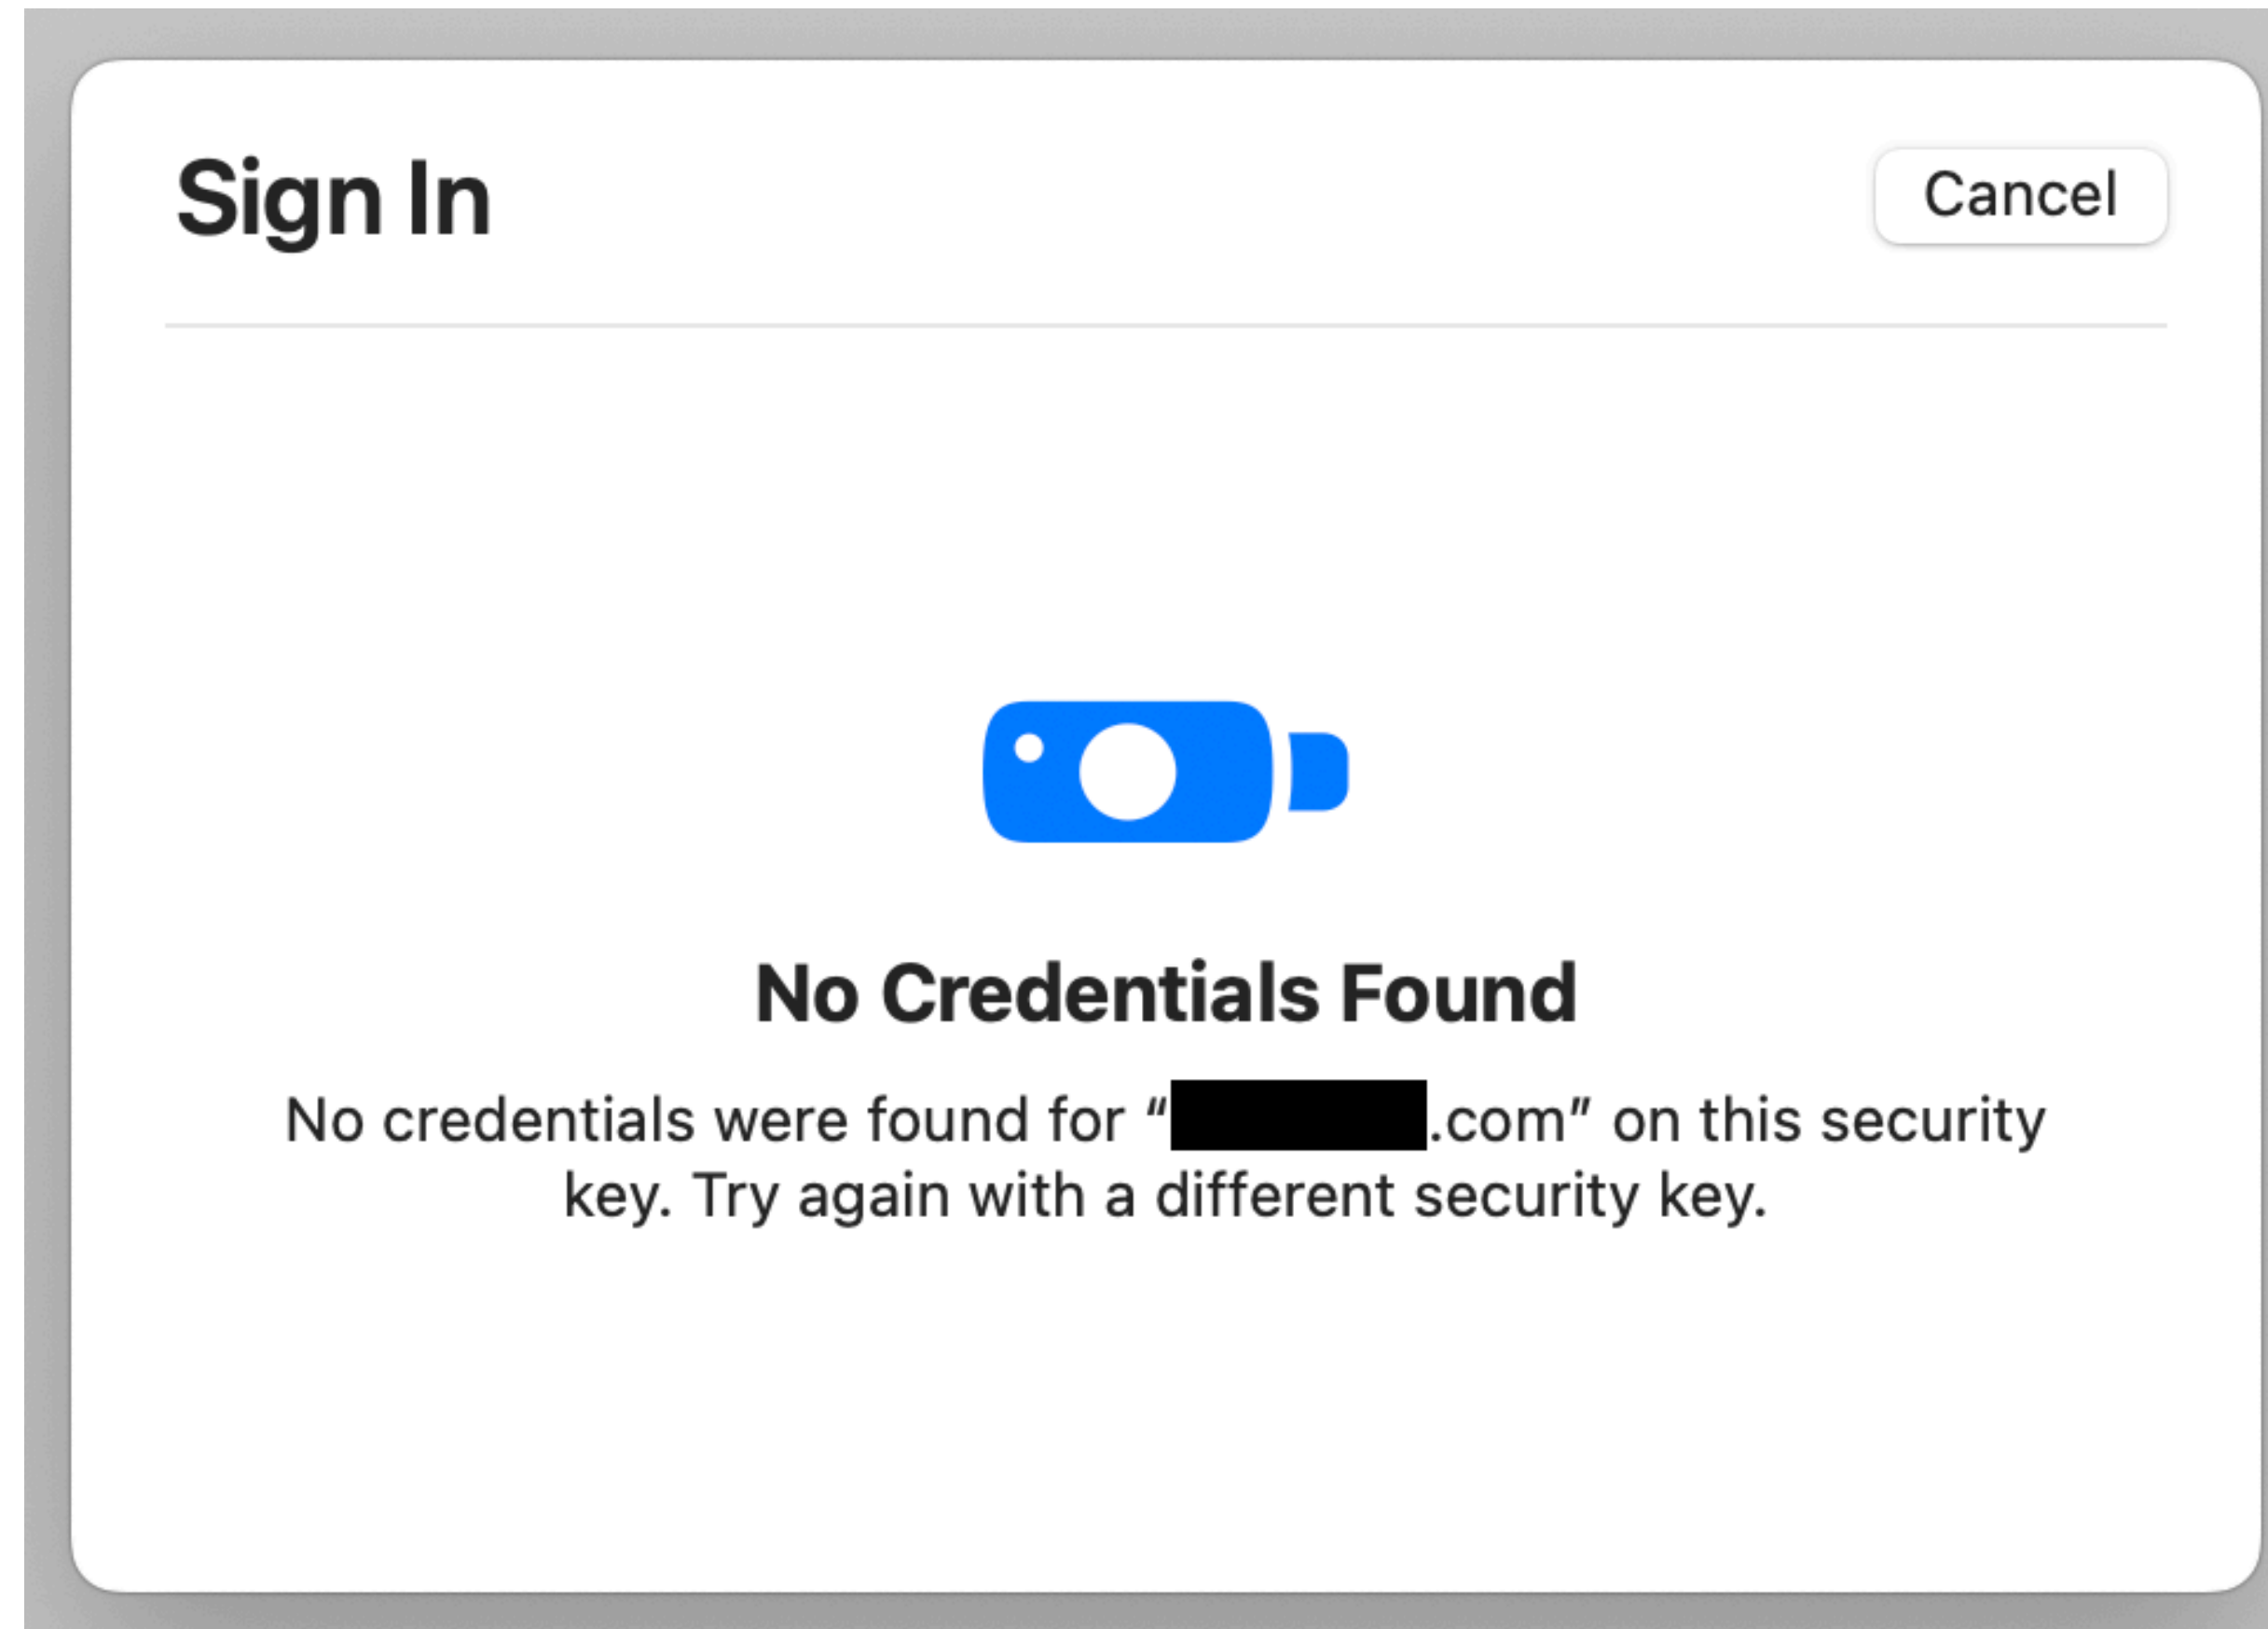 Sign In
Cancel
No Credentials Found
No credentials were found for “.com” on this security
key. Try again with a different security key.